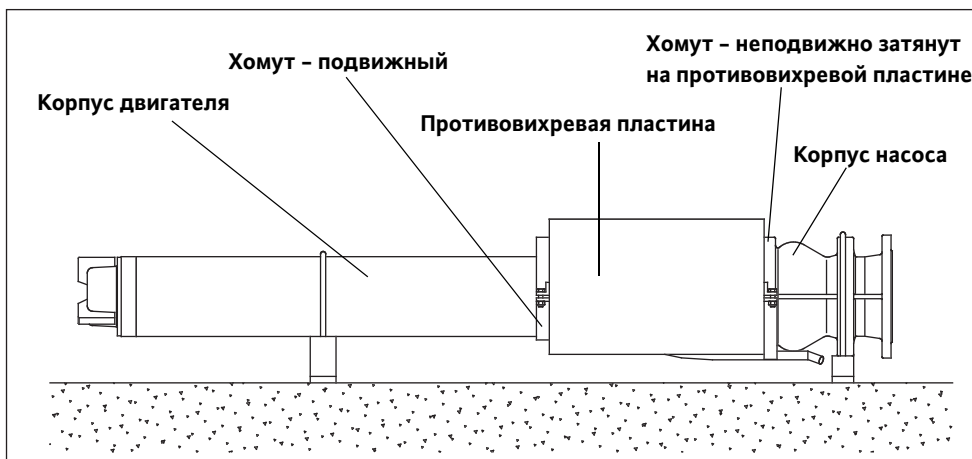 Хомут – неподвижно затянут
на противовихревой пластине
Хомут – подвижный
Корпус двигателя
Противовихревая пластина
Корпус насоса